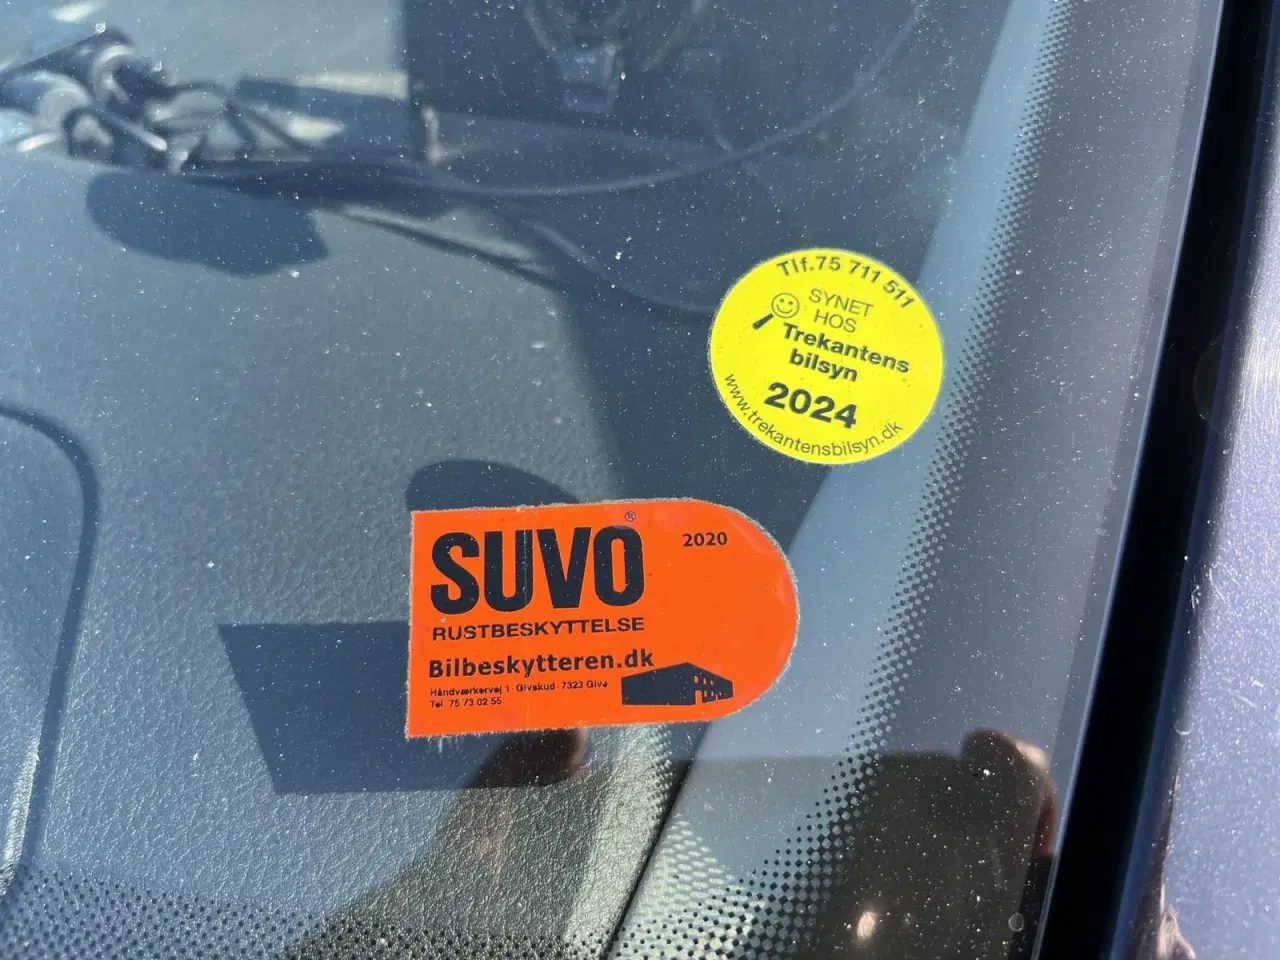 Tlf.75 711 511
SYNET
HOS
Trekantens
bilsyn
2024
www.trekantensbilsyn.dk
SUVO®
2020
RUSTBESKYTTELSE
Bilbeskytteren.dk
Håndværkervej 1 · Givskud · 7323 Give
Tel. 75 73 02 55